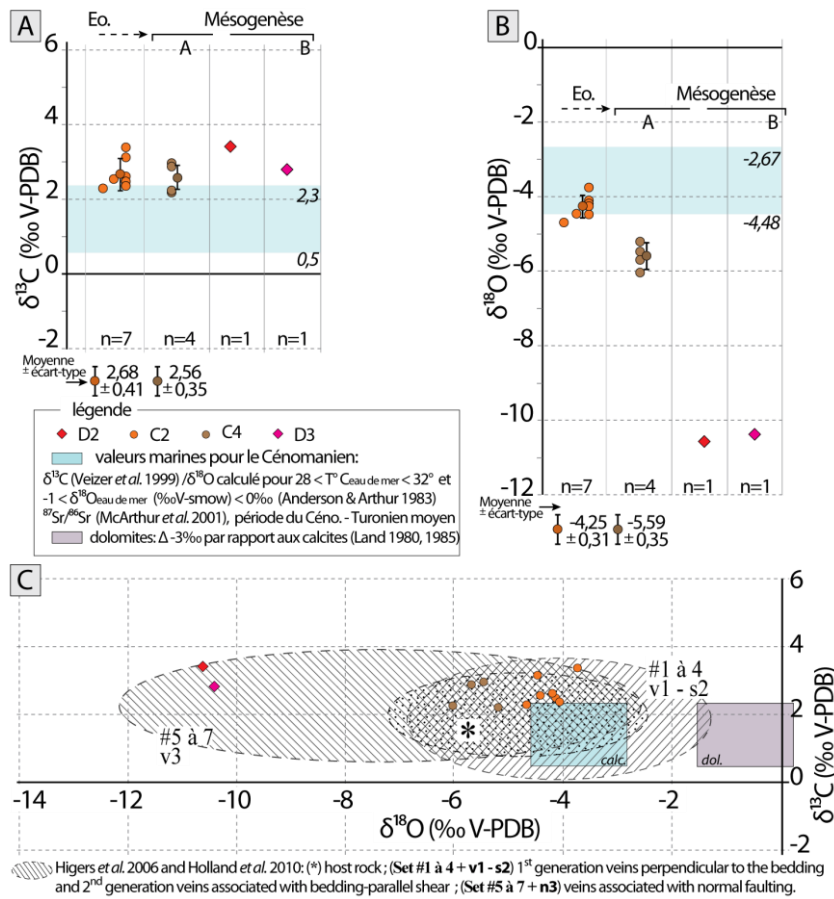 A
Eo.
Mésogenèse
A
B
6
4
2
0
-2
δ¹³C (‰ V-PDB)
2,3
0,5
n=7
n=4
n=1
n=1
Moyenne
± écart-type
2,68
±0,41
2,56
±0,35
B
Eo.
Mésogenèse
A
B
0
-2
-4
-6
-8
-10
-12
δ¹⁸O (‰ V-PDB)
-2,67
-4,48
n=7
n=4
n=1
n=1
Moyenne
± écart-type
-4,25
±0,31
-5,59
±0,35
légende
D2
C2
C4
D3
valeurs marines pour le Cénomanien:
δ¹³C (Veizer et al. 1999) /δ¹⁸O calculé pour 28 < T° C eau de mer < 32° et
-1 < δ¹⁸O eau de mer (‰V-smow) < 0‰ (Anderson & Arthur 1983)
⁸⁷Sr/⁸⁶Sr (McArthur et al. 2001), période du Céno. - Turonien moyen
dolomites: Δ -3‰ par rapport aux calcites (Land 1980, 1985)
C
6
4
2
0
-2
δ¹³C (‰ V-PDB)
#1 à 4
v1 - s2
#5 à 7
v3
*
calc.
dol.
-14
-12
-10
-8
-6
-4
-2
δ¹⁸O (‰ V-PDB)
Higers et al. 2006 and Holland et al. 2010: (*) host rock ; (Set #1 à 4 + v1 - s2) 1st generation veins perpendicular to the bedding
and 2nd generation veins associated with bedding-parallel shear ; (Set #5 à 7 + n3) veins associated with normal faulting.